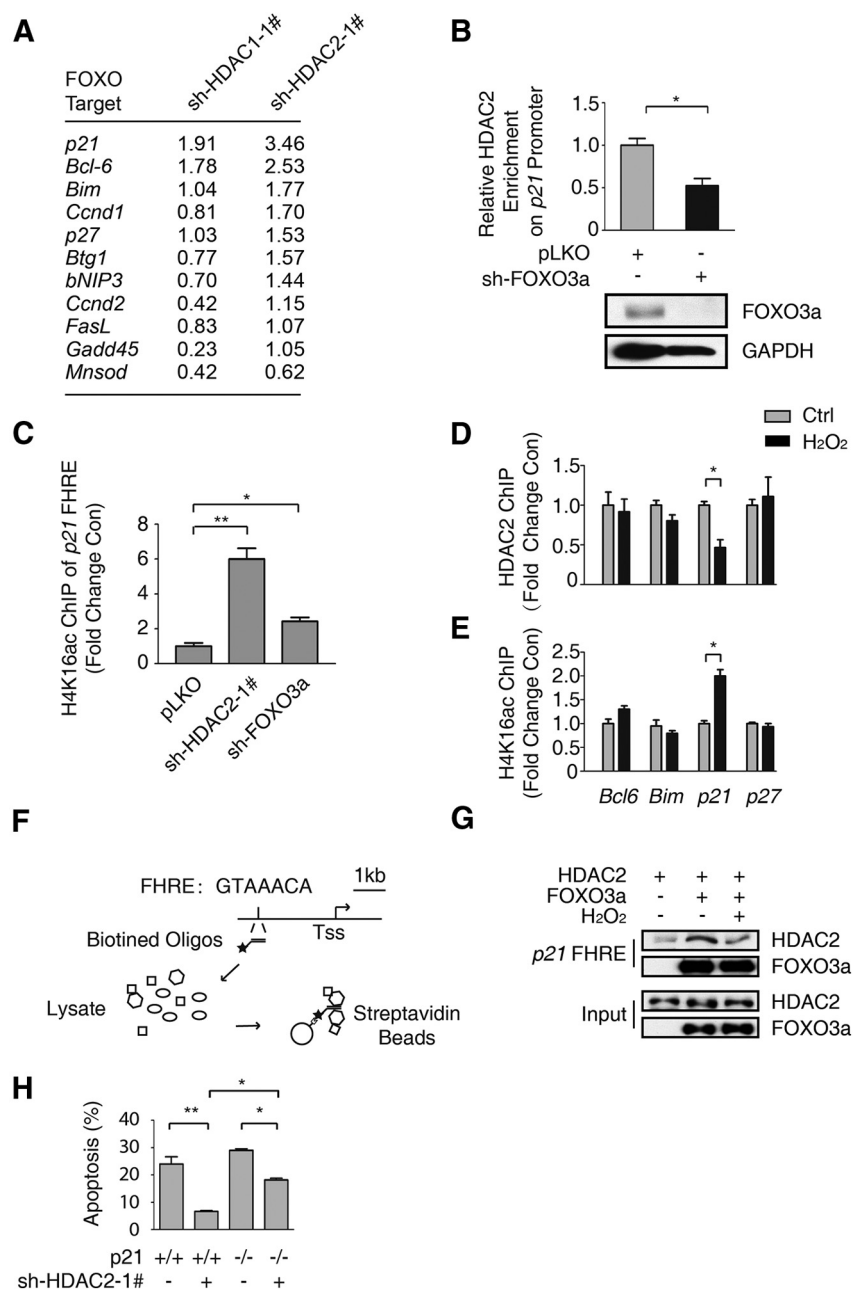 A
FOXO
Target
sh-HDAC1-1#
sh-HDAC2-1#
p21 1.91 3.46
Bcl-6 1.78 2.53
Bim 1.04 1.77
Ccnd1 0.81 1.70
p27 1.03 1.53
Btg1 0.77 1.57
bNIP3 0.70 1.44
Ccnd2 0.42 1.15
FasL 0.83 1.07
Gadd45 0.23 1.05
Mnsod 0.42 0.62
B
Relative HDAC2
Enrichment
on p21 Promoter
1.5
1.0
0.5
0
*
pLKO + -
sh-FOXO3a - +
FOXO3a
GAPDH
C
H4K16ac ChIP of p21 FHRE
(Fold Change Con)
8
6
4
2
0
*
**
pLKO
sh-HDAC2-1#
sh-FOXO3a
Ctrl
H2O2
D
HDAC2 ChIP
(Fold Change Con)
1.5
1.0
0.5
0
*
E
H4K16ac ChIP
(Fold Change Con)
2.5
2.0
1.5
1.0
0.5
0
*
Bcl6 Bim p21 p27
F
FHRE: GTAAACA
1kb
Tss
Biotined Oligos
Lysate
Streptavidin
Beads
G
HDAC2 + + +
FOXO3a - + +
H2O2 - - +
p21 FHRE
HDAC2
FOXO3a
Input
HDAC2
FOXO3a
H
Apoptosis (%)
40
30
20
10
0
*
** *
p21 +/+ +/+ -/- -/-
sh-HDAC2-1# - + - +